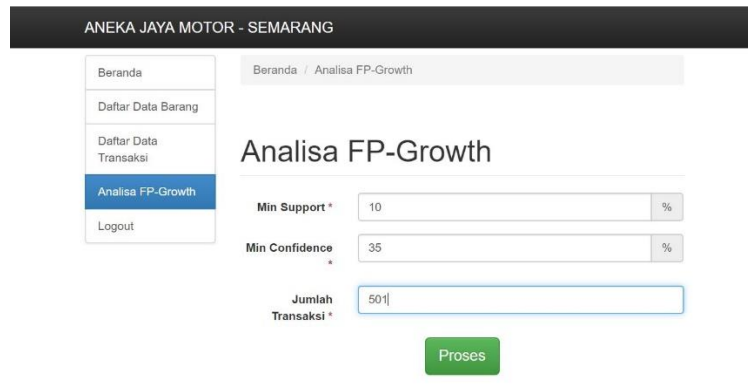 ANEKA JAYA MOTOR - SEMARANG
Beranda
Daftar Data Barang
Daftar Data
Transaksi
Analisa FP-Growth
Logout
Beranda / Analisa FP-Growth
Analisa FP-Growth
Min Support * 10 %
Min Confidence 35 %
*
Jumlah 501
Transaksi *
Proses